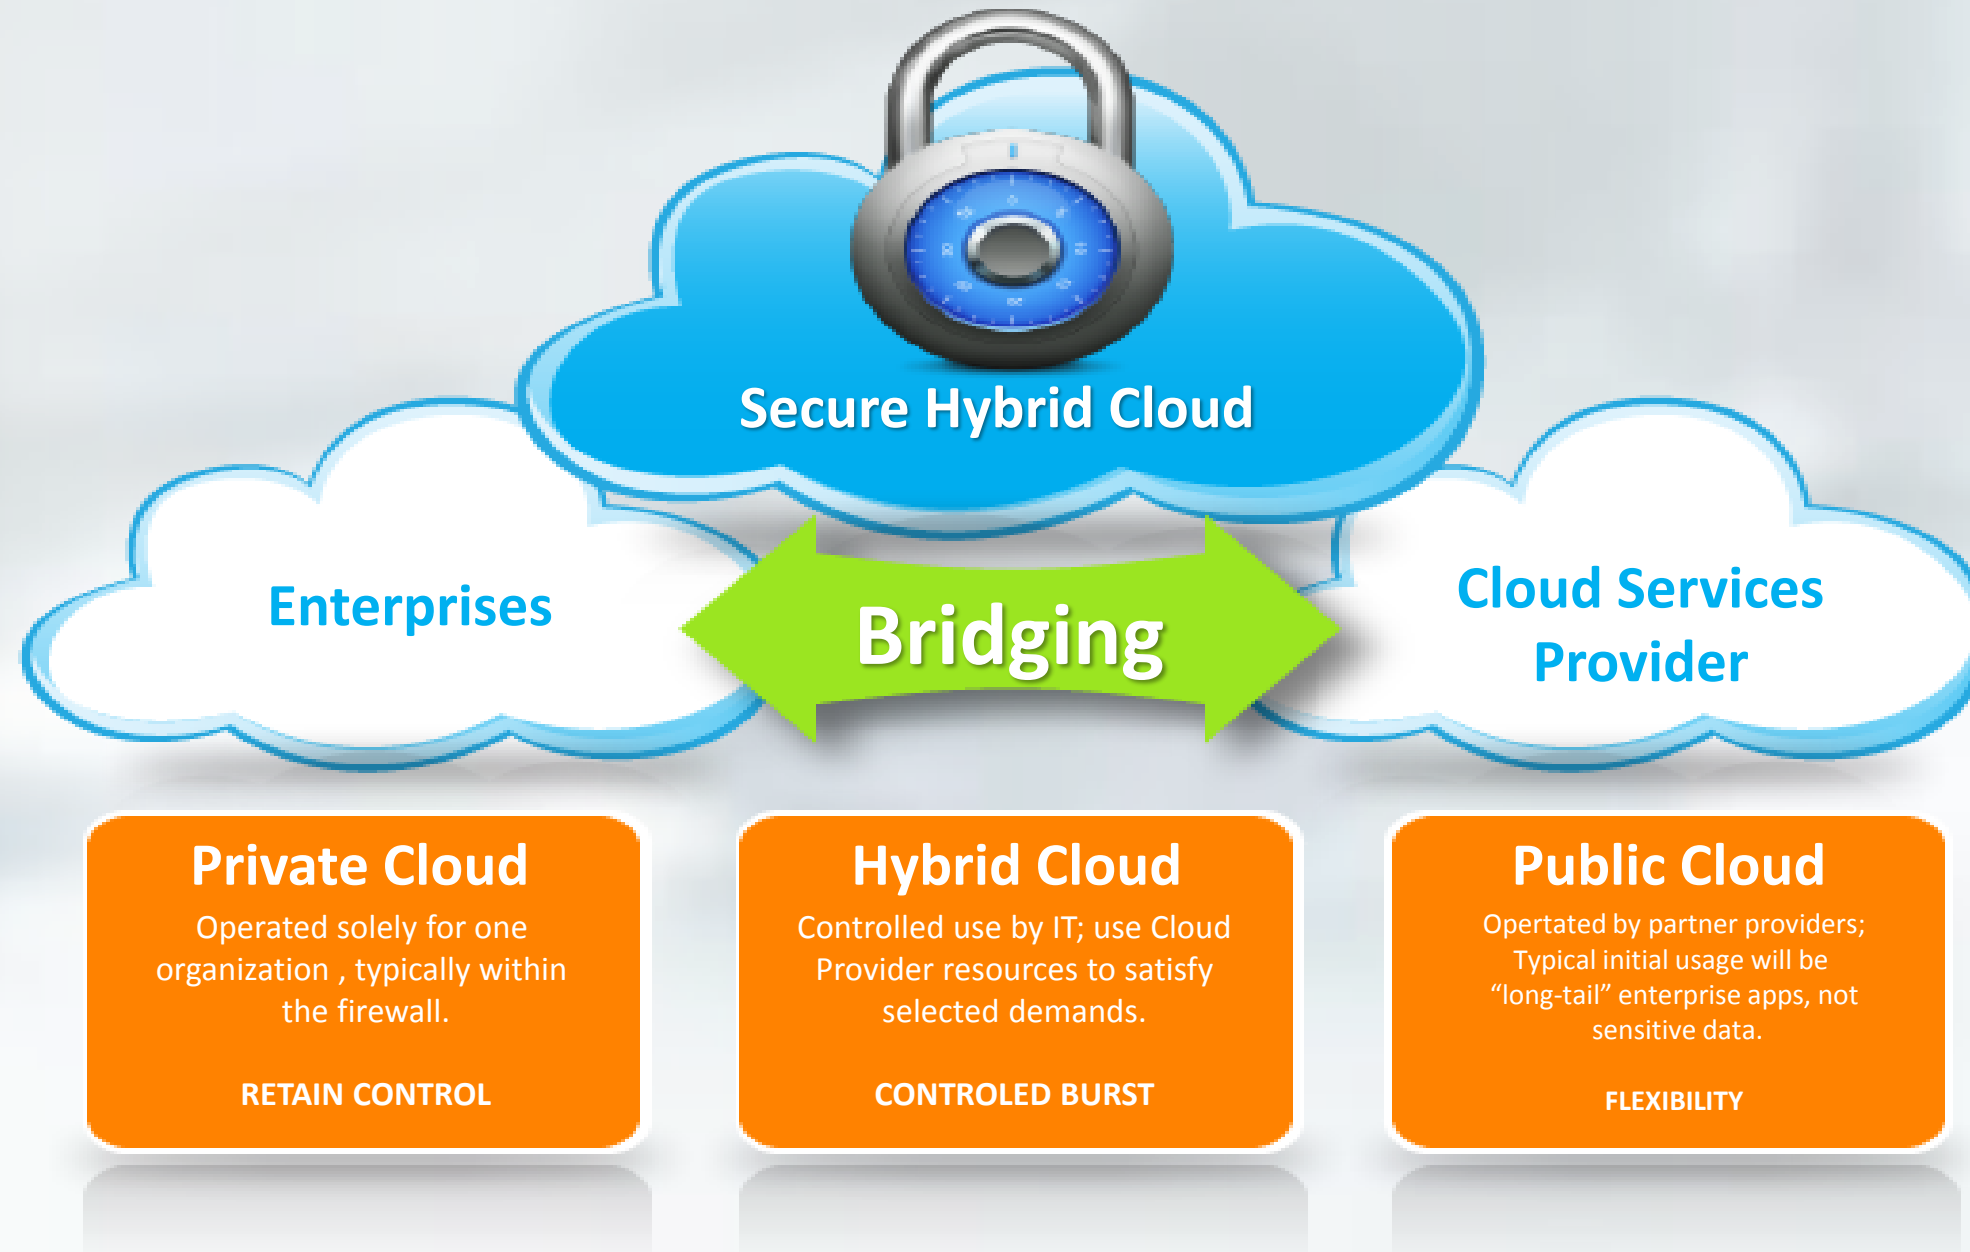 Secure Hybrid Cloud
Enterprises
Bridging
Cloud Services
Provider
Private Cloud
Operated solely for one
organization , typically within
the firewall.
RETAIN CONTROL
Hybrid Cloud
Controlled use by IT; use Cloud
Provider resources to satisfy
selected demands.
CONTROLED BURST
Public Cloud
Opertated by partner providers;
Typical initial usage will be
“long-tail” enterprise apps, not
sensitive data.
FLEXIBILITY